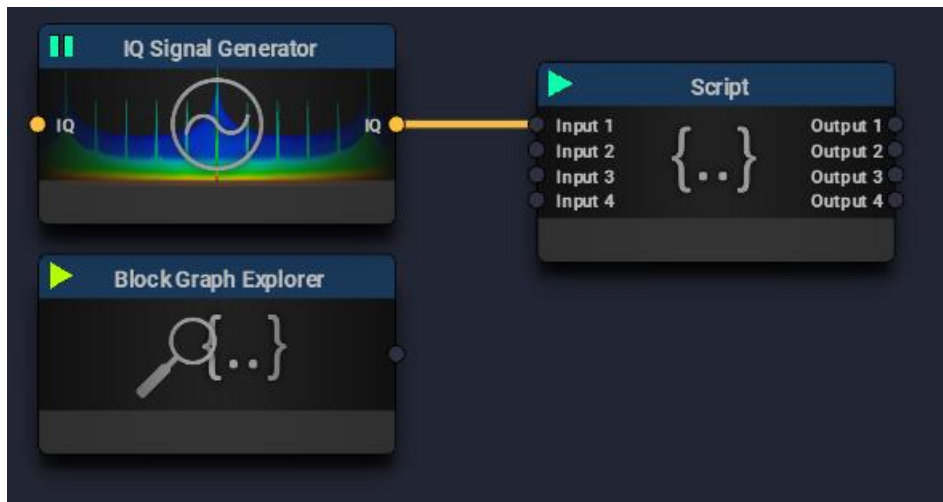 IQ Signal Generator
IQ
IQ
Script
Input 1
Output 1
Input 2
Output 2
Input 3
Output 3
Input 4
Output 4
Block Graph Explorer
{..}
{..}